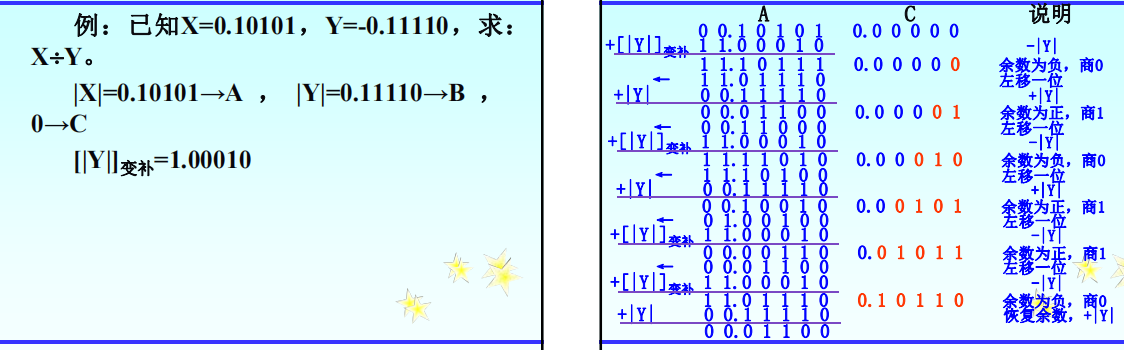 例：已知X=0.10101，Y=-0.11110，求：
X÷Y。
|X|=0.10101→A ， |Y|=0.11110→B ，
0→C
[|Y|]变补=1.00010
A C 说明
0 0.1 0 1 0 1 0.0 0 0 0 0
+[|Y|]变补 1 1.0 0 0 1 0 -|Y|
1 1.1 0 1 1 1 0.0 0 0 0 0 余数为负，商0
← 1 1.0 1 1 1 0 左移一位
+|Y| 0 0.1 1 1 1 0 +|Y|
0 0.0 1 1 0 0 0.0 0 0 0 1 余数为正，商1
← 0 0.1 1 0 0 0 左移一位
+[|Y|]变补 1 1.0 0 0 1 0 -|Y|
1 1.1 1 0 1 0 0.0 0 0 1 0 余数为负，商0
← 1 1.1 0 1 0 0 左移一位
+|Y| 0 0.1 1 1 1 0 +|Y|
0 0.1 0 0 1 0 0.0 0 1 0 1 余数为正，商1
← 0 1.0 0 1 0 0 左移一位
+[|Y|]变补 1 1.0 0 0 1 0 -|Y|
0 0.0 0 1 1 0 0.0 1 0 1 1 余数为正，商1
← 0 0.0 1 1 0 0 左移一位
+[|Y|]变补 1 1.0 0 0 1 0 -|Y|
1 1.0 1 1 1 0 0.1 0 1 1 0 余数为负，商0
+|Y| 0 0.1 1 1 1 0 恢复余数，+|Y|
0 0.0 1 1 0 0